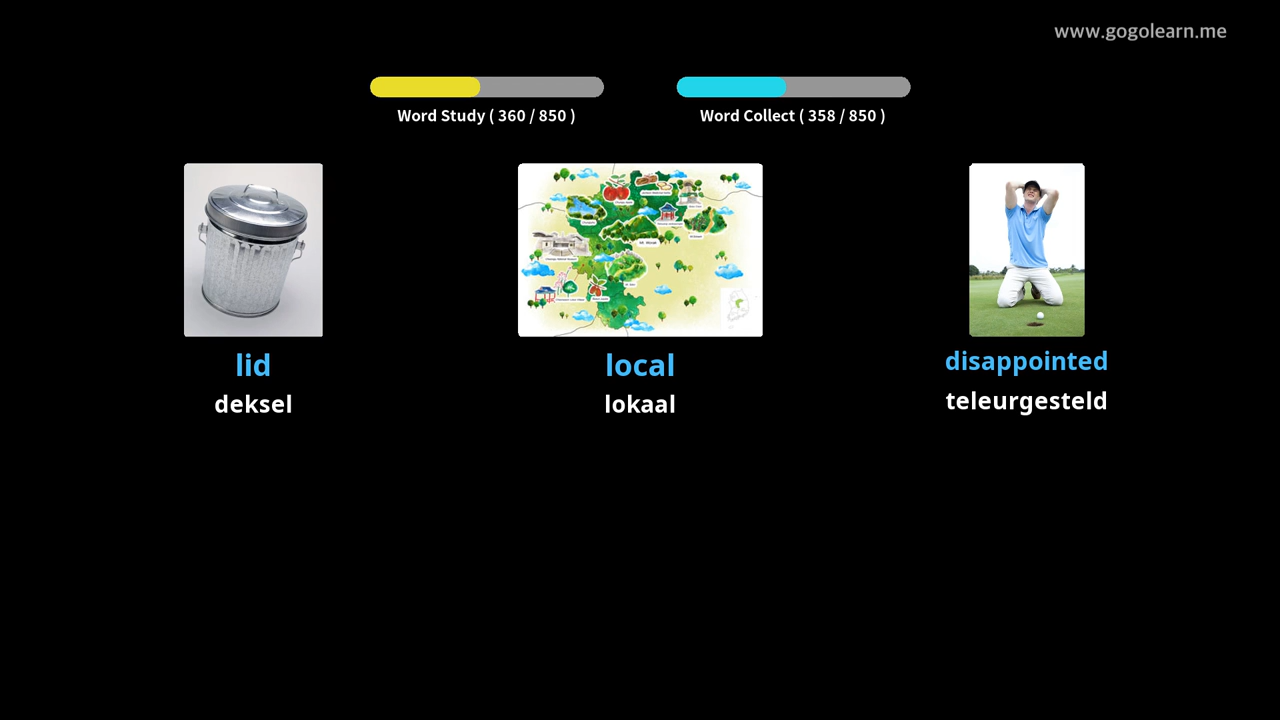 www.gogolearn.me
Word Study ( 360 / 850 )
Word Collect ( 358 / 850 )
lid
deksel
local
lokaal
disappointed
teleurgesteld